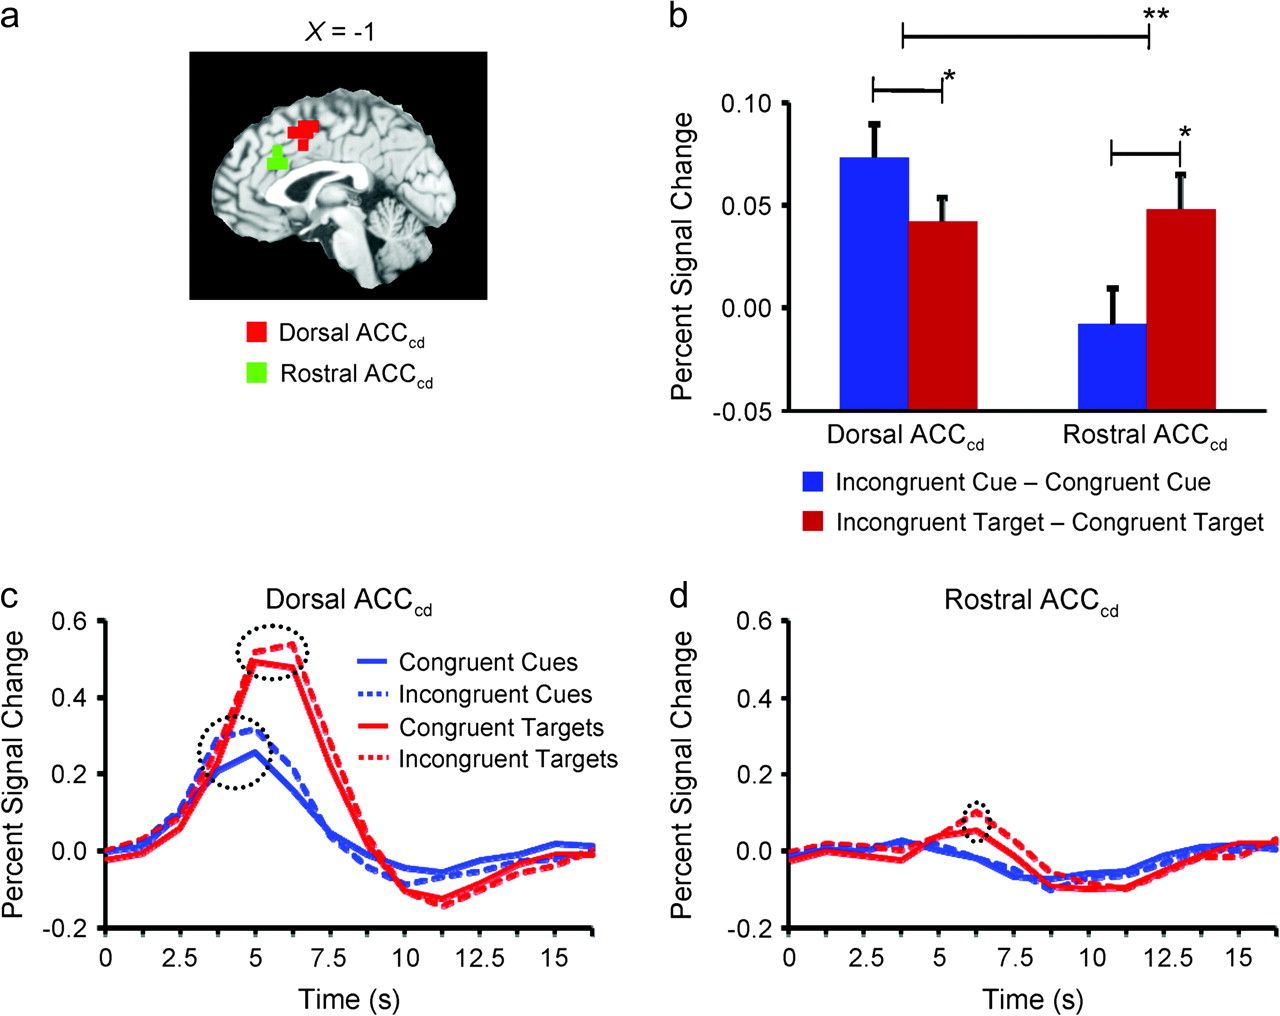 a
X = -1
Dorsal ACCcd
Rostral ACCcd
b
**
*
*
Percent Signal Change
0.10
0.05
0.00
-0.05
Dorsal ACCcd
Rostral ACCcd
Incongruent Cue – Congruent Cue
Incongruent Target – Congruent Target
c
Dorsal ACCcd
Percent Signal Change
0.6
0.4
0.2
0.0
-0.2
Congruent Cues
Incongruent Cues
Congruent Targets
Incongruent Targets
0 2.5 5 7.5 10 12.5 15
Time (s)
d
Rostral ACCcd
Percent Signal Change
0.6
0.4
0.2
0.0
-0.2
0 2.5 5 7.5 10 12.5 15
Time (s)